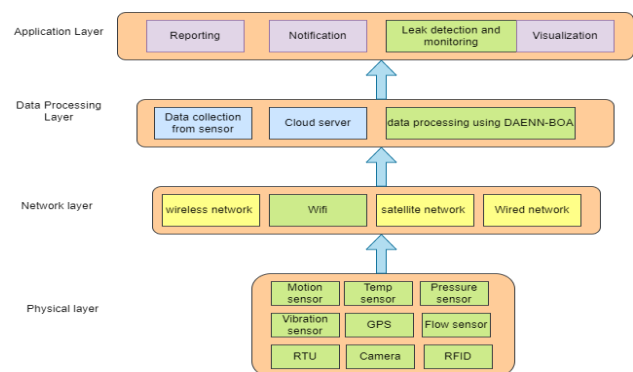 Application Layer
Reporting
Notification
Leak detection and
monitoring
Visualization
Data Processing
Layer
Data collection
from sensor
Cloud server
data processing using DAENN-BOA
Network layer
wireless network
Wifi
satellite network
Wired network
Physical layer
Motion
sensor
Temp
sensor
Pressure
sensor
Vibration
sensor
GPS
Flow sensor
RTU
Camera
RFID